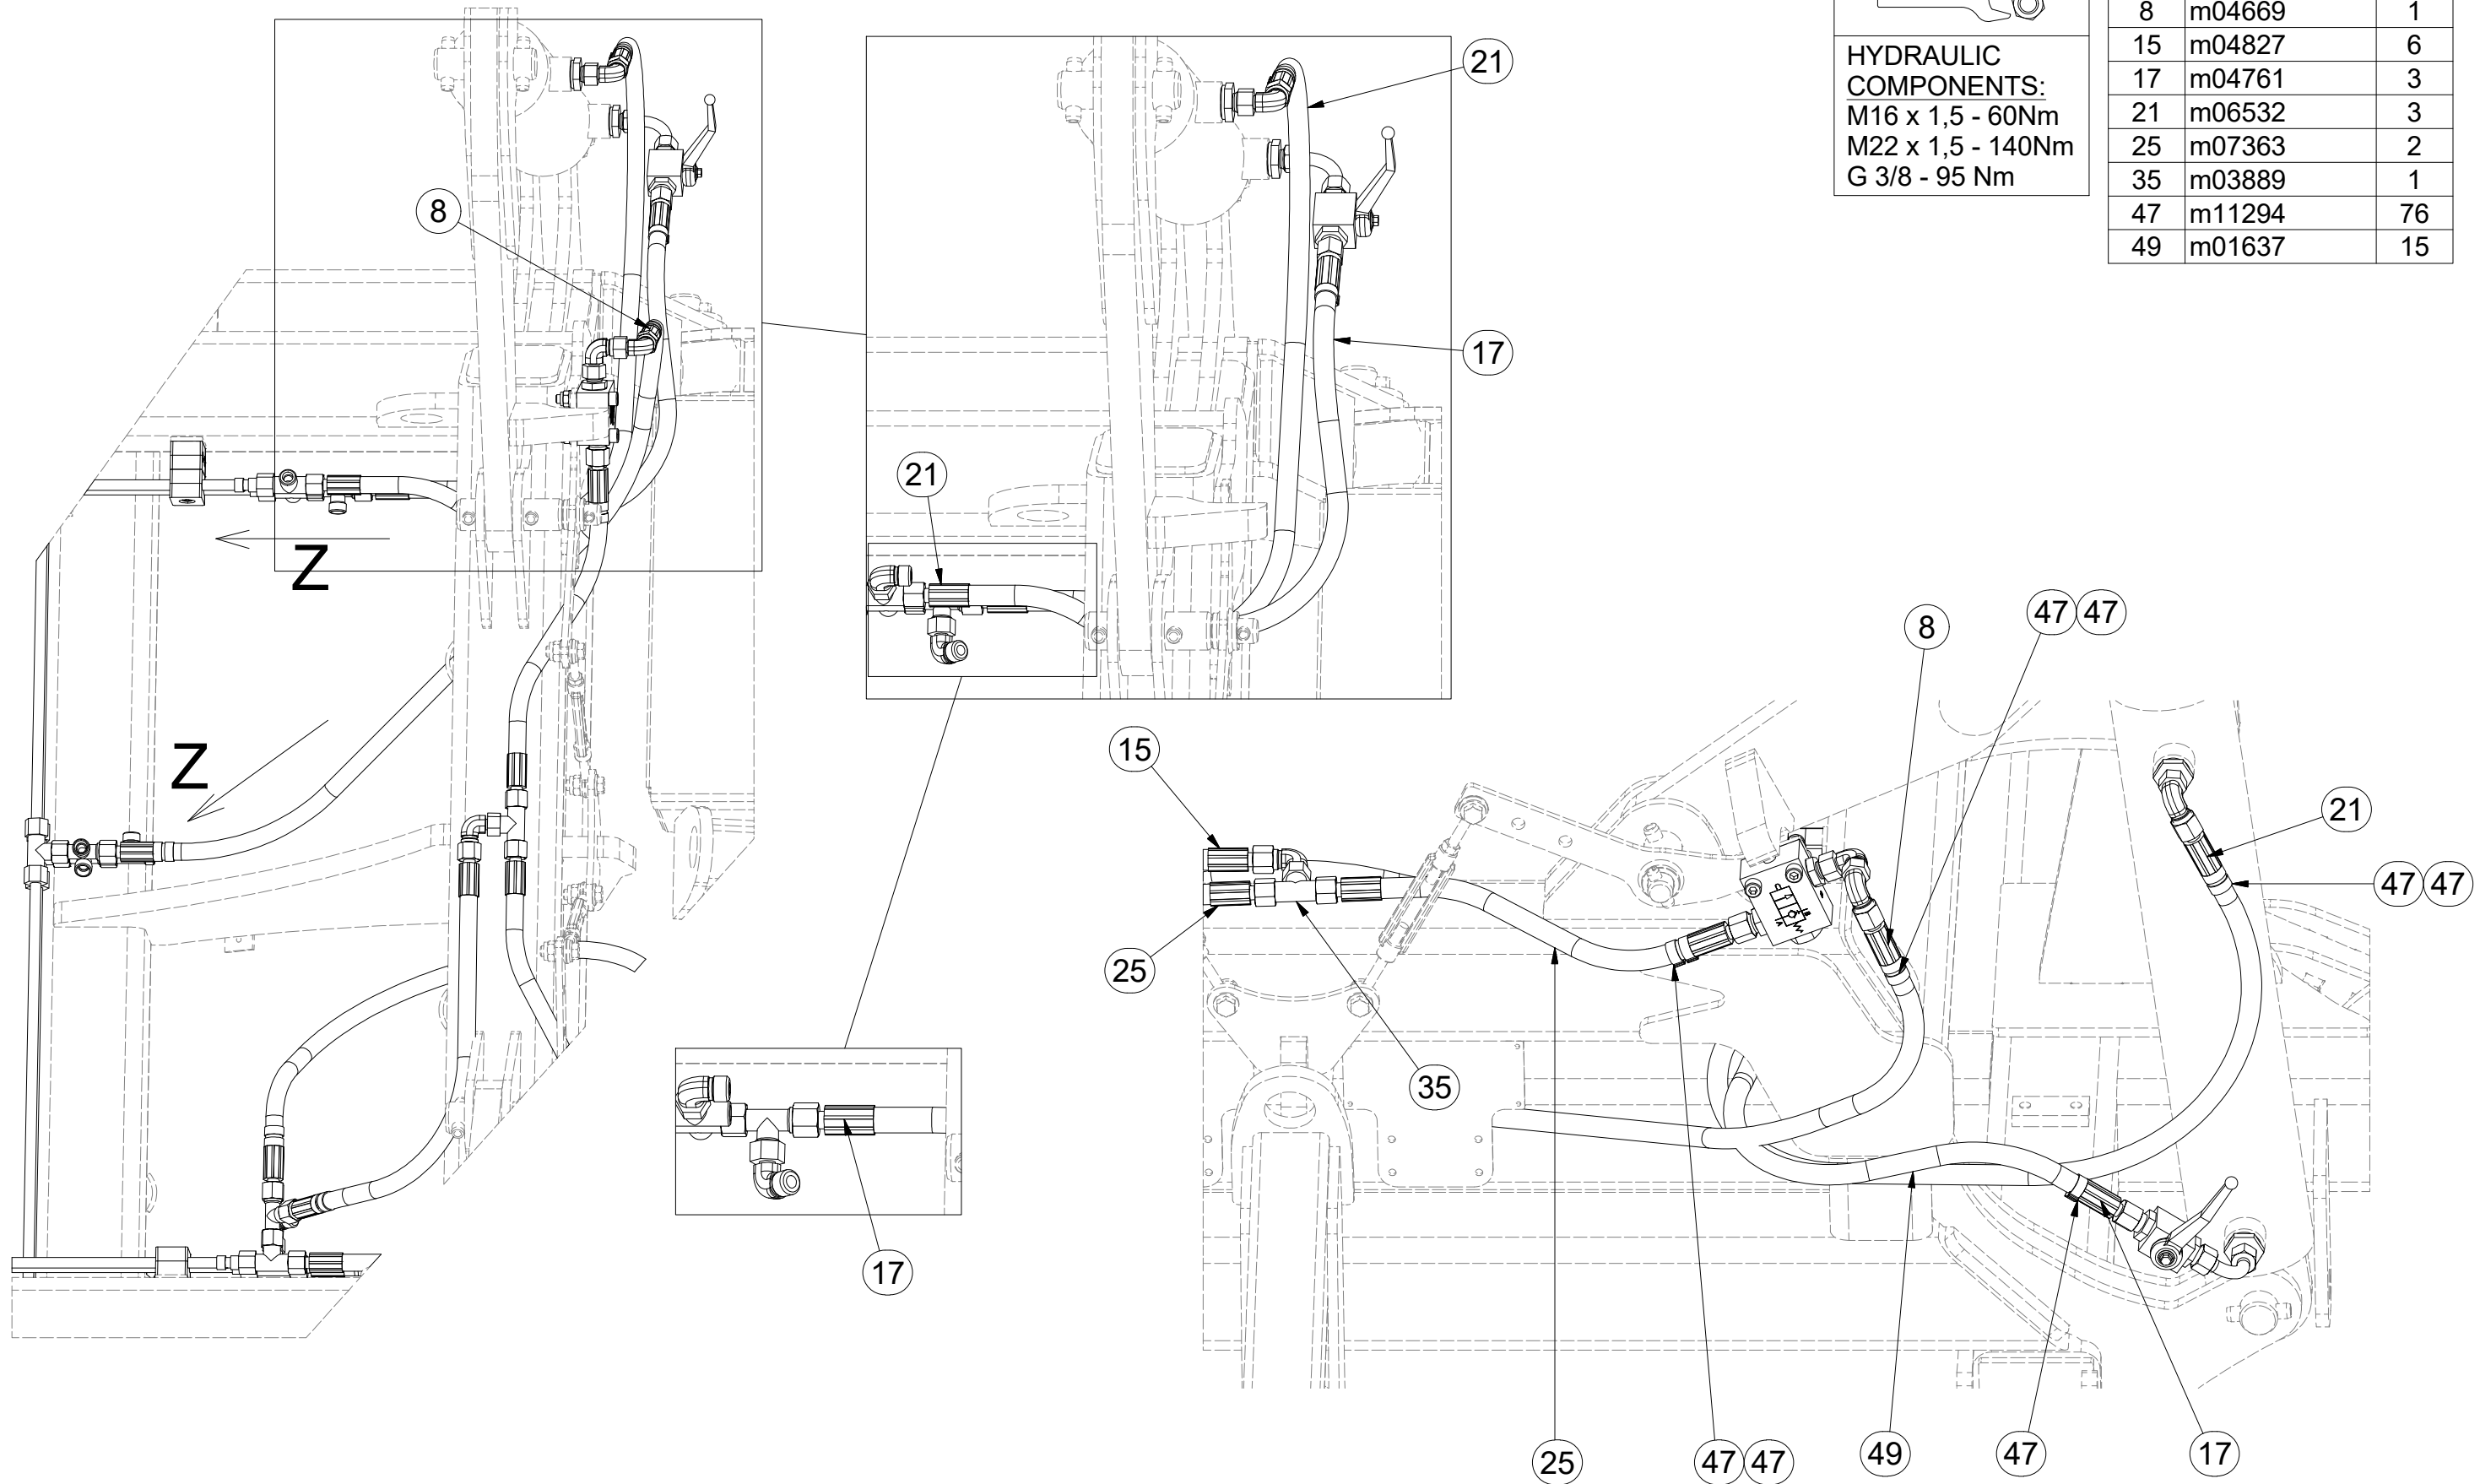 HYDRAULIC
COMPONENTS:
M16 x 1,5 - 60Nm
M22 x 1,5 - 140Nm
G 3/8 - 95 Nm
8 m04669 1
15 m04827 6
17 m04761 3
21 m06532 3
25 m07363 2
35 m03889 1
47 m11294 76
49 m01637 15
8
Z
Z
21
17
21
17
8
47 47
15
21
47 47
25
35
25
47 47
49
47
17